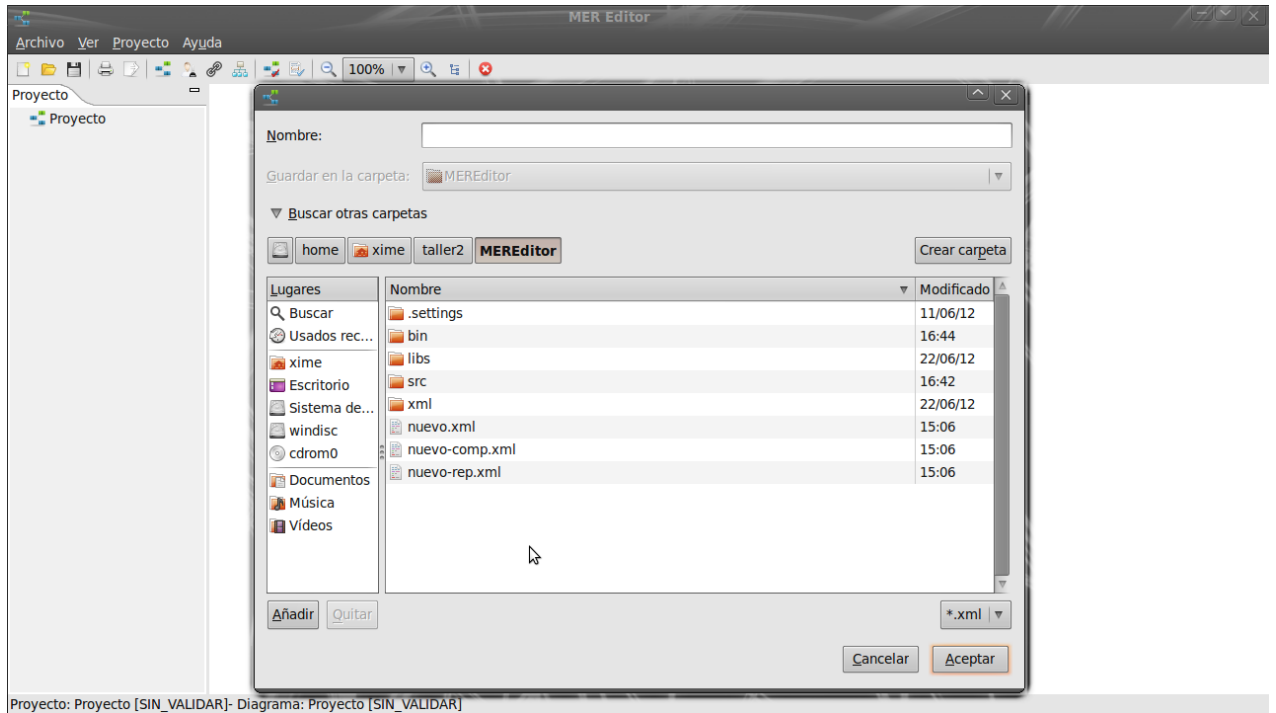 MER Editor
Archivo Ver Proyecto Ayuda
100%
Proyecto
Proyecto
Nombre:
Guardar en la carpeta: MEREditor
Buscar otras carpetas
home xime taller2 MEREditor Crear carpeta
Lugares Nombre Modificado
Buscar .settings 11/06/12
Usados rec... bin 16:44
xime libs 22/06/12
Escritorio src 16:42
Sistema de... xml 22/06/12
windisc nuevo.xml 15:06
cdrom0 nuevo-comp.xml 15:06
Documentos nuevo-rep.xml 15:06
Música
Vídeos
Añadir Quitar *.xml
Cancelar Aceptar
Proyecto: Proyecto [SIN_VALIDAR]- Diagrama: Proyecto [SIN_VALIDAR]